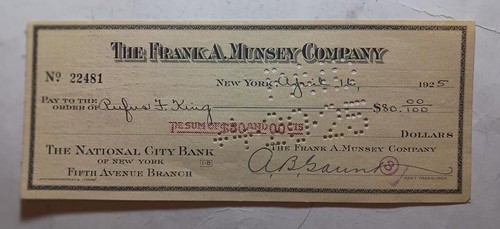 THE FRANK A. MUNSEY COMPANY
No 22481
NEW YORK April 16, 1925
PAY TO THE
ORDER OF Rufus F. King $80.00/100
THE SUM OF $80 AND 00 CTS
DOLLARS
THE NATIONAL CITY BANK
OF NEW YORK
FIFTH AVENUE BRANCH
THE FRANK A. MUNSEY COMPANY
ASS'T TREASURER